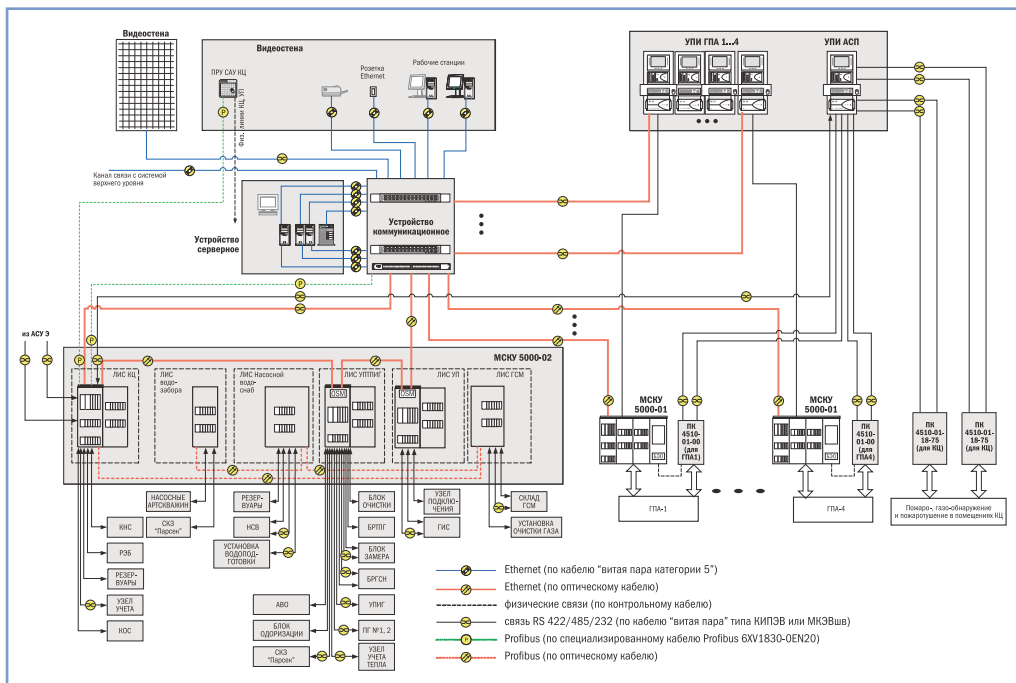 Видеостена
Видеостена
ПРУ САУ КЦ
Розетка
Ethernet
Рабочие станции
УПИ ГПА 1...4
УПИ АСП
P
Физ. линии КЦ, УП
Канал связи с системой
верхнего уровня
Устройство
серверное
Устройство
коммуникационное
P
из АСУ Э
P
P
МСКУ 5000-02
ЛИС КЦ
ЛИС
водо-
забора
ЛИС Насосной
водо-
снаб
ЛИС УПТПИГ
ЛИС УП
ЛИС ГСМ
OSM
OSM
МСКУ
5000-01
ПК
4510-
01-00
(для
ГПА1)
МСКУ
5000-01
ПК
4510-
01-00
(для
ГПА4)
ПК
4510-01-
18-75
(для КЦ)
ПК
4510-01-
18-75
(для КЦ)
ГПА-1
ГПА-4
Пожаро-, газо-обнаружение
и пожаротушение в помещениях КЦ
НАСОСНЫЕ
АРТСКВАЖИН
СКЗ
"Парсек"
РЕЗЕР-
ВУАРЫ
НСВ
УСТАНОВКА
ВОДОПОД-
ГОТОВКИ
КНС
РЭБ
РЕЗЕР-
ВУАРЫ
УЗЕЛ
УЧЕТА
КОС
БЛОК
ОЧИСТКИ
БРТПГ
БЛОК
ЗАМЕРА
БРГСН
УПИГ
ПГ №1, 2
УЗЕЛ
УЧЕТА
ТЕПЛА
АВО
БЛОК
ОДОРИЗАЦИИ
СКЗ
"Парсек"
УЗЕЛ
ПОДКЛЮ-
ЧЕНИЯ
ГИС
СКЛАД
ГСМ
УСТАНОВКА
ОЧИСТКИ ГАЗА
Ethernet (по кабелю "витая пара категории 5")
Ethernet (по оптическому кабелю)
физические связи (по контрольному кабелю)
связь RS 422/485/232 (по кабелю "витая пара" типа КИПЭВ или МКЭВшв)
P
Profibus (по специализированному кабелю Profibus 6XV1830-0EN20)
Profibus (по оптическому кабелю)